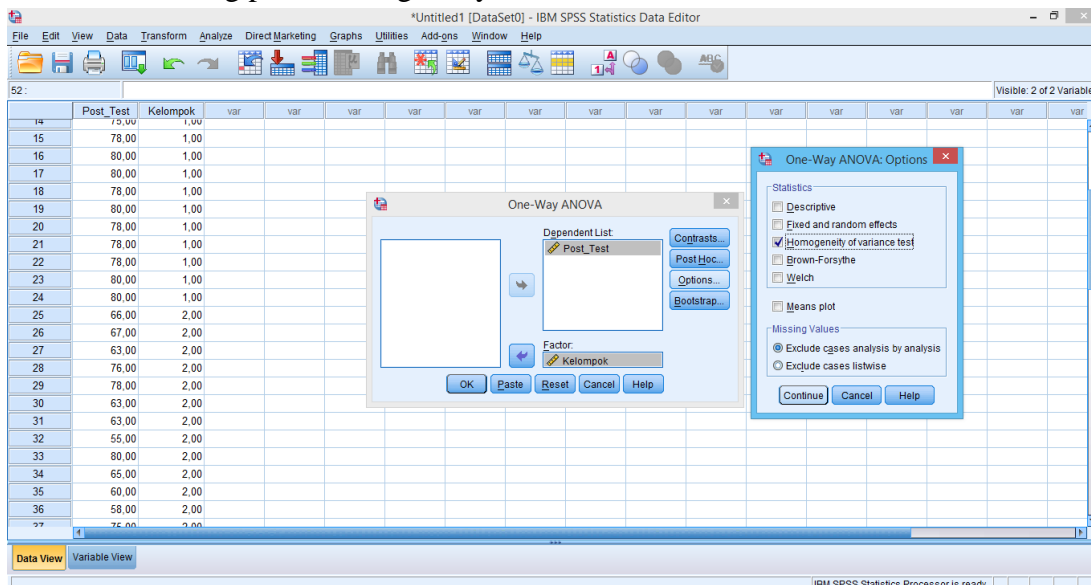 *Untitled1 [DataSet0] - IBM SPSS Statistics Data Editor
File Edit View Data Transform Analyze Direct Marketing Graphs Utilities Add-ons Window Help
52 :
Visible: 2 of 2 Variable
Post_Test Kelompok var var var var var var var var var var var var var var
14 75,00 1,00
15 78,00 1,00
16 80,00 1,00
17 80,00 1,00
18 78,00 1,00
19 80,00 1,00
20 78,00 1,00
21 78,00 1,00
22 78,00 1,00
23 80,00 1,00
24 80,00 1,00
25 66,00 2,00
26 67,00 2,00
27 63,00 2,00
28 76,00 2,00
29 78,00 2,00
30 63,00 2,00
31 63,00 2,00
32 55,00 2,00
33 80,00 2,00
34 65,00 2,00
35 60,00 2,00
36 58,00 2,00
37 75,00 2,00
One-Way ANOVA
Dependent List:
Post_Test
Factor:
Kelompok
Contrasts...
Post Hoc...
Options...
Bootstrap...
OK Paste Reset Cancel Help
One-Way ANOVA: Options
Statistics
Descriptive
Fixed and random effects
Homogeneity of variance test
Brown-Forsythe
Welch
Means plot
Missing Values
Exclude cases analysis by analysis
Exclude cases listwise
Continue Cancel Help
Data View Variable View
IBM SPSS Statistics Processor is ready